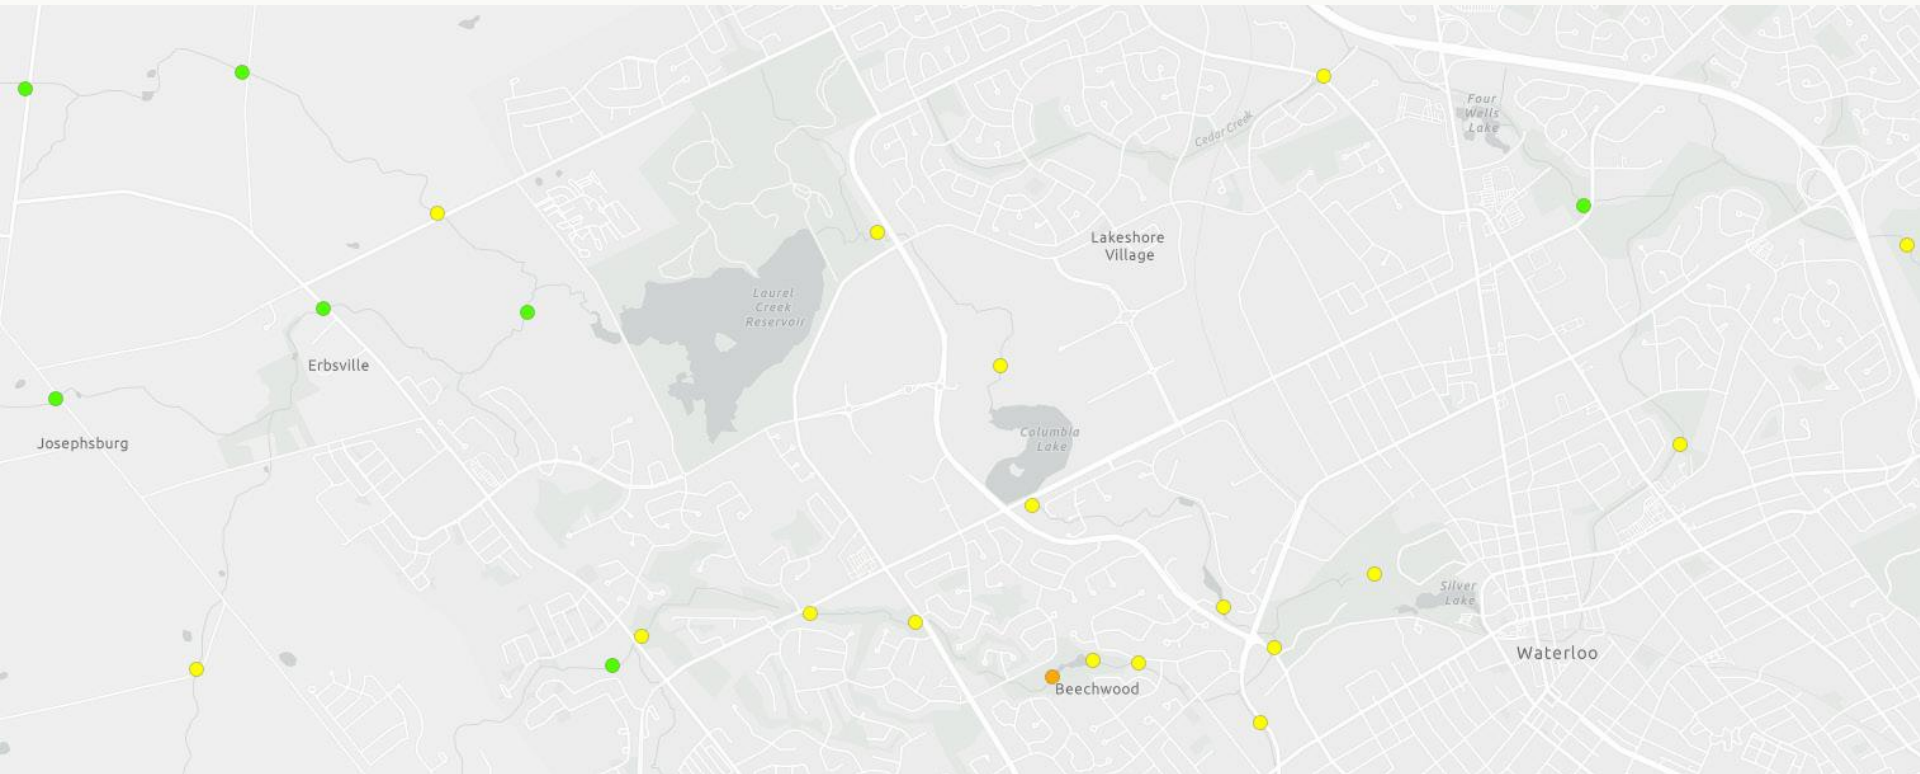 Four
Wells
Lake
Cedar Creek
Lakeshore
Village
Laurel
Creek
Reservoir
Erbsville
Josephsburg
Columbia
Lake
Silver
Lake
Waterloo
Beechwood